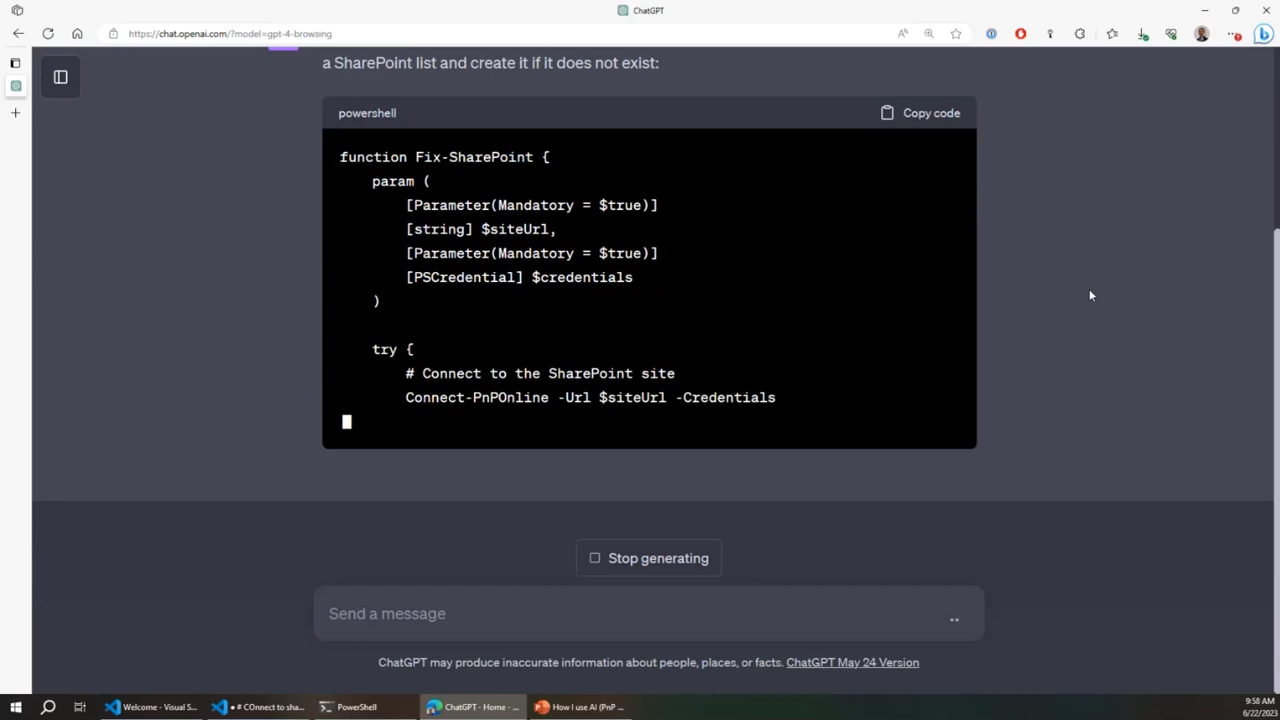 ChatGPT
https://chat.openai.com/?model=gpt-4-browsing
a SharePoint list and create it if it does not exist:
powershell
Copy code
function Fix-SharePoint {
param (
[Parameter(Mandatory = $true)]
[string] $siteUrl,
[Parameter(Mandatory = $true)]
[PSCredential] $credentials
)
try {
# Connect to the SharePoint site
Connect-PnPOnline -Url $siteUrl -Credentials
Stop generating
Send a message
ChatGPT may produce inaccurate information about people, places, or facts. ChatGPT May 24 Version
Welcome - Visual S...
# COnnect to sha...
PowerShell
ChatGPT - Home - ...
How I use AI (PnP ...
9:58 AM
6/22/2023